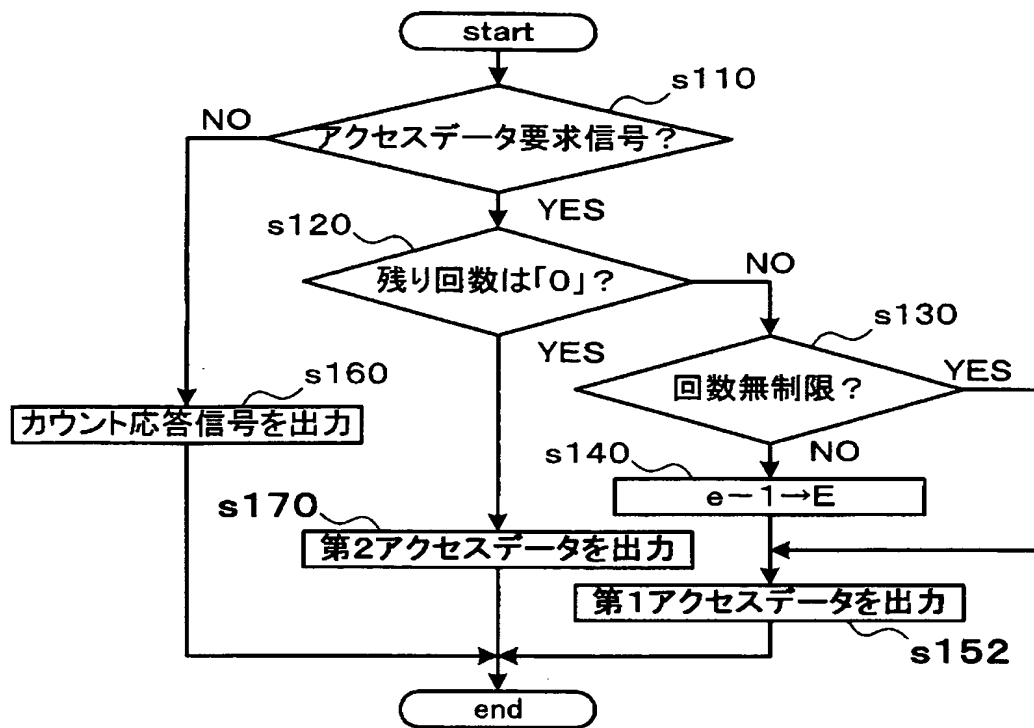 start
s110
NO
アクセスデータ要求信号？
YES
s120
残り回数は「0」？
NO
s130
YES
回数無制限？
YES
s160
カウント応答信号を出力
NO
s140
e－1→E
s170
第2アクセスデータを出力
第1アクセスデータを出力
s152
end